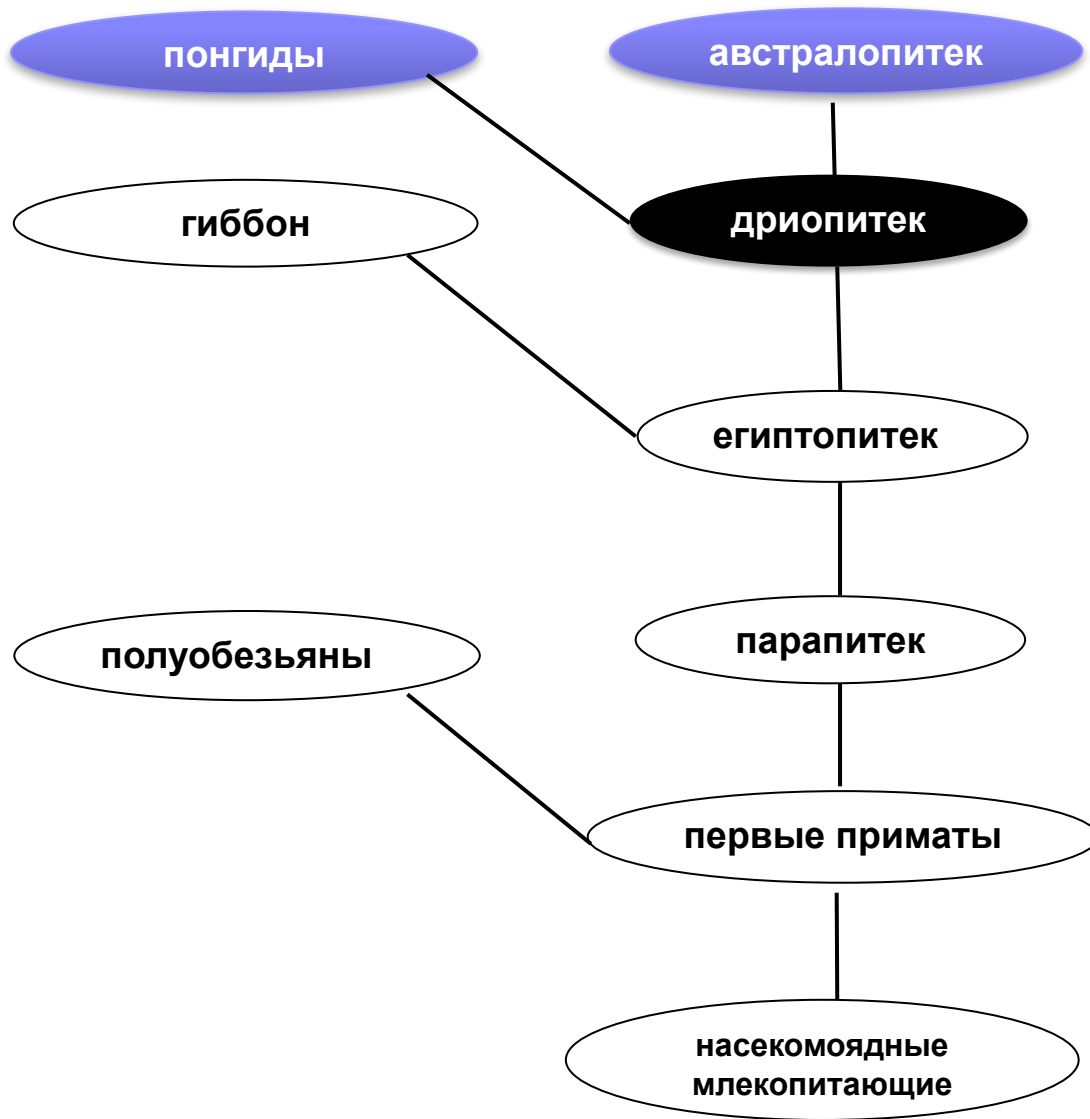 понгиды
австралопитек
гиббон
дриопитек
египтопитек
полуобезьяны
парапитек
первые приматы
насекомоядные
млекопитающие